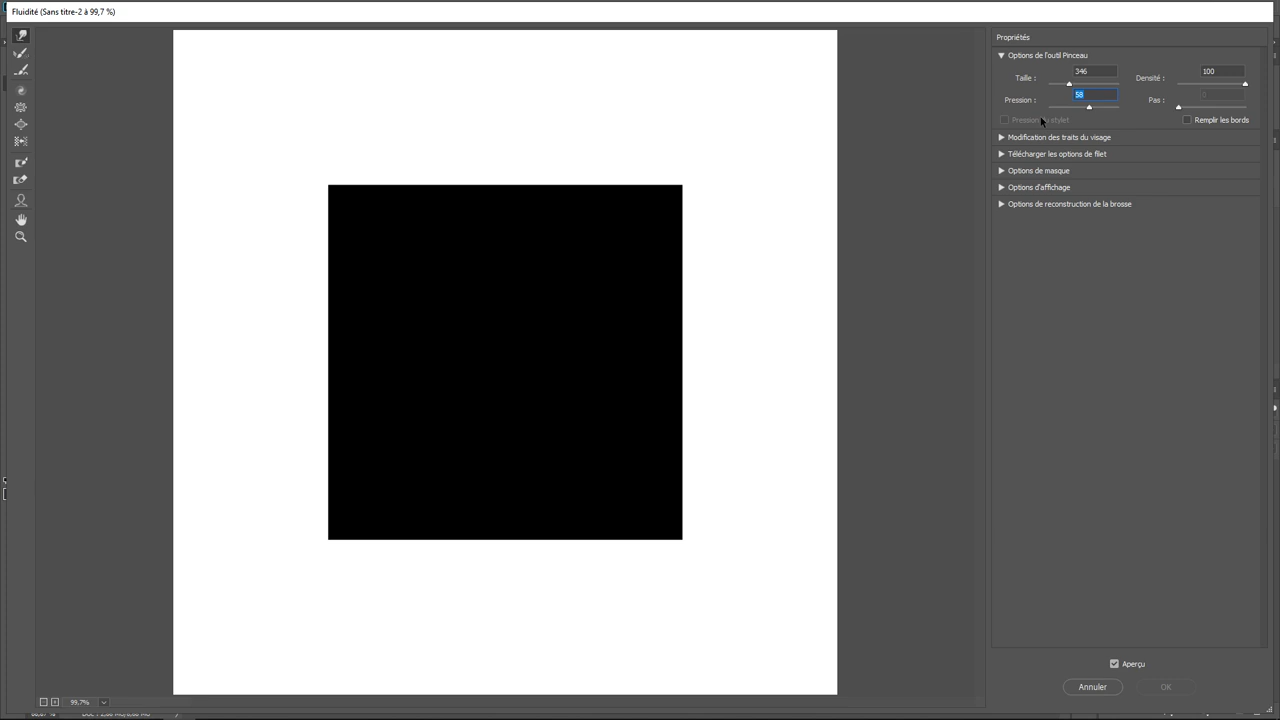 Fluidité (Sans titre-2 à 99,7 %)
Propriétés
Options de l'outil Pinceau
Taille : 346 Densité : 100
Pression : 58 Pas : 0
Pression du stylet Remplir les bords
Modification des traits du visage
Télécharger les options de filet
Options de masque
Options d'affichage
Options de reconstruction de la brosse
Aperçu
Annuler OK
99,7%